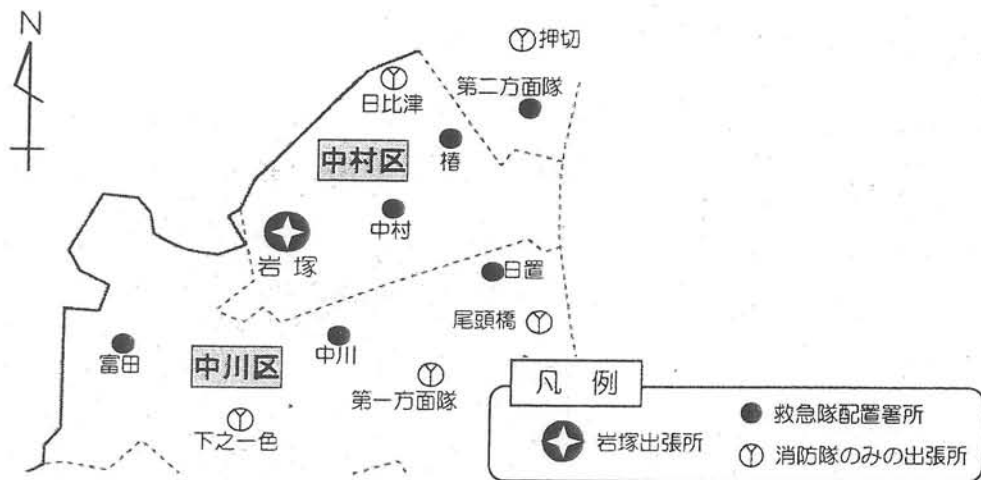 N
押切
日比津
第二方面隊
椿
中村区
中村
岩塚
日置
尾頭橋
富田
中川
中川区
第一方面隊
下之一色
凡例
岩塚出張所
救急隊配置署所
消防隊のみの出張所